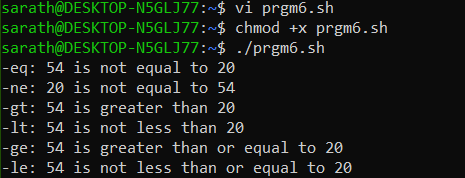 sarath@DESKTOP-N5GLJ77:~$ vi prgm6.sh
sarath@DESKTOP-N5GLJ77:~$ chmod +x prgm6.sh
sarath@DESKTOP-N5GLJ77:~$ ./prgm6.sh
-eq: 54 is not equal to 20
-ne: 20 is not equal to 54
-gt: 54 is greater than 20
-lt: 54 is not less than 20
-ge: 54 is greater than or equal to 20
-le: 54 is not less than or equal to 20